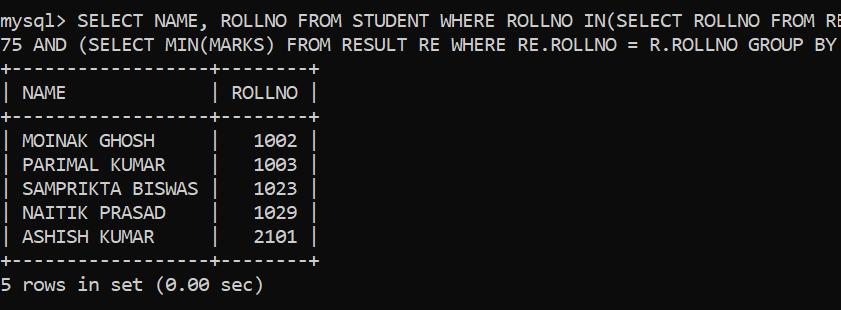 mysql> SELECT NAME, ROLLNO FROM STUDENT WHERE ROLLNO IN(SELECT ROLLNO FROM RE
75 AND (SELECT MIN(MARKS) FROM RESULT RE WHERE RE.ROLLNO = R.ROLLNO GROUP BY
+------------------+--------+
| NAME             | ROLLNO |
+------------------+--------+
| MOINAK GHOSH     |   1002 |
| PARIMAL KUMAR    |   1003 |
| SAMPRIKTA BISWAS |   1023 |
| NAITIK PRASAD    |   1029 |
| ASHISH KUMAR     |   2101 |
+------------------+--------+
5 rows in set (0.00 sec)